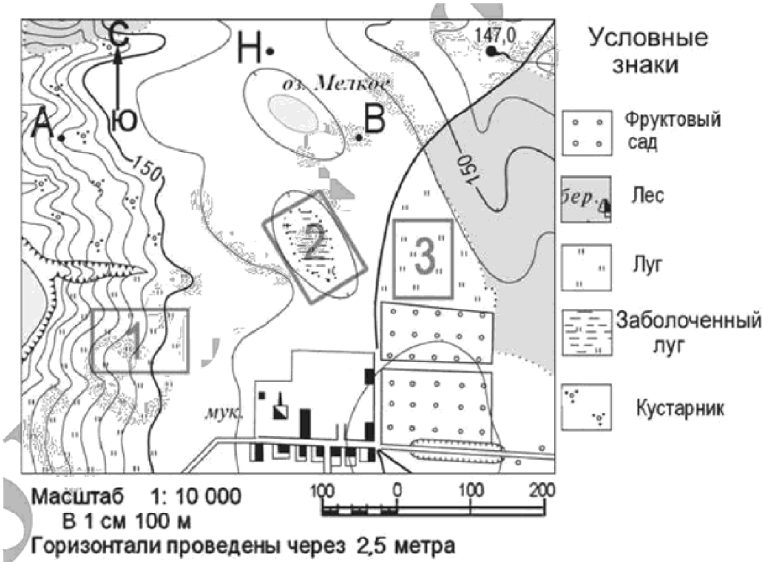 С
Н
147,0
оз. Мелкое
Ю
А
В
150
150
2
3
1
мук.
Условные
знаки
Фруктовый
сад
бер.
Лес
Луг
Заболоченный
луг
Кустарник
Масштаб 1: 10 000
В 1 см 100 м
100 0 100 200
Горизонтали проведены через 2,5 метра